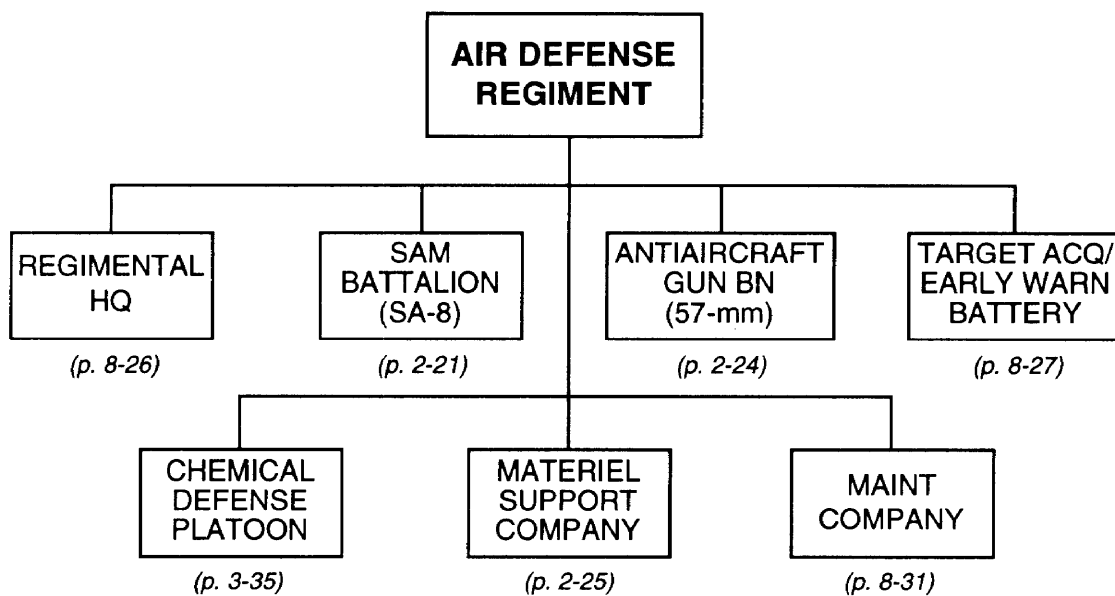 AIR DEFENSE
REGIMENT
REGIMENTAL
HQ
(p. 8-26)
SAM
BATTALION
(SA-8)
(p. 2-21)
ANTIAIRCRAFT
GUN BN
(57-mm)
(p. 2-24)
TARGET ACQ/
EARLY WARN
BATTERY
(p. 8-27)
CHEMICAL
DEFENSE
PLATOON
(p. 3-35)
MATERIEL
SUPPORT
COMPANY
(p. 2-25)
MAINT
COMPANY
(p. 8-31)